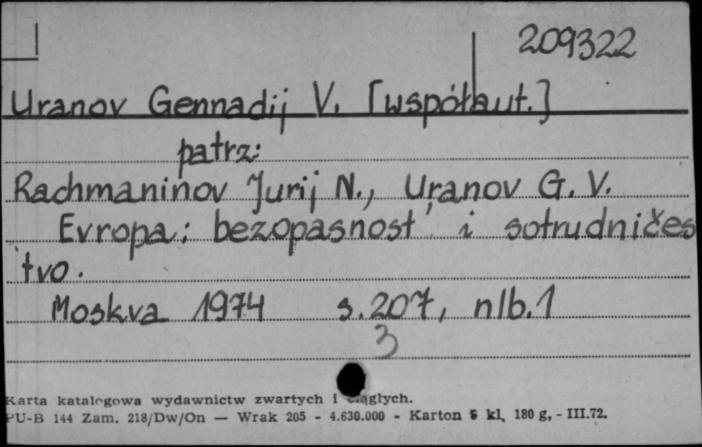 209322
Uranov Gennadij V. [współaut.]
patrz:
Rachmaninov Jurij N., Uranov G. V.
Evropa: bezopasnost' i sotrudničes
tvo.
Moskva 1974 s. 207, nlb. 1
3
Karta katalogowa wydawnictw zwartych i ciągłych.
PU-B 144 Zam. 218/Dw/On — Wrak 205 - 4.630.000 - Karton 5 kl. 180 g, - III.72.